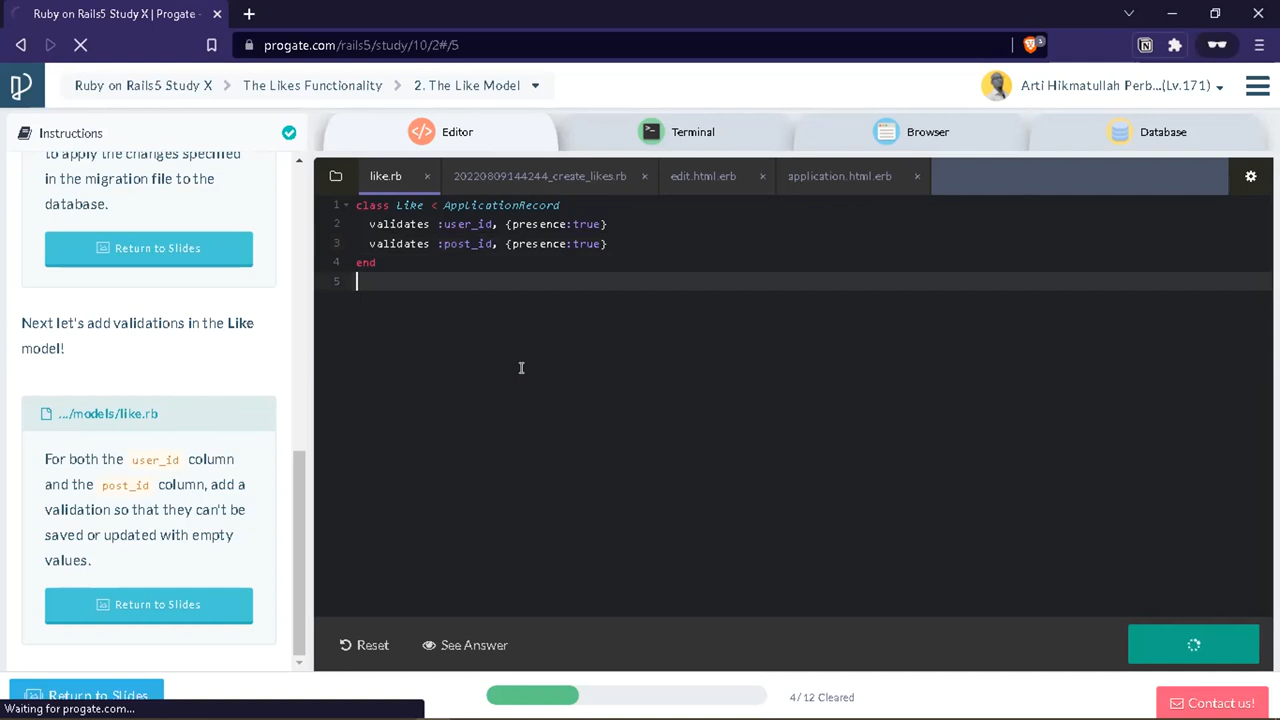 Ruby on Rails5 Study X | Progate -
progate.com/rails5/study/10/2#/5
3
Ruby on Rails5 Study X
The Likes Functionality
2. The Like Model
Arti Hikmatullah Perb...(Lv.171)
Instructions
Editor
Terminal
Browser
Database
to apply the changes specified
in the migration file to the
database.
Return to Slides
Next let's add validations in the Like
model!
.../models/like.rb
For both the user_id column
and the post_id column, add a
validation so that they can't be
saved or updated with empty
values.
Return to Slides
Return to Slides
like.rb
20220809144244_create_likes.rb
edit.html.erb
application.html.erb
1 class Like < ApplicationRecord
2 validates :user_id, {presence:true}
3 validates :post_id, {presence:true}
4 end
5
Reset
See Answer
4/12 Cleared
Contact us!
Waiting for progate.com...